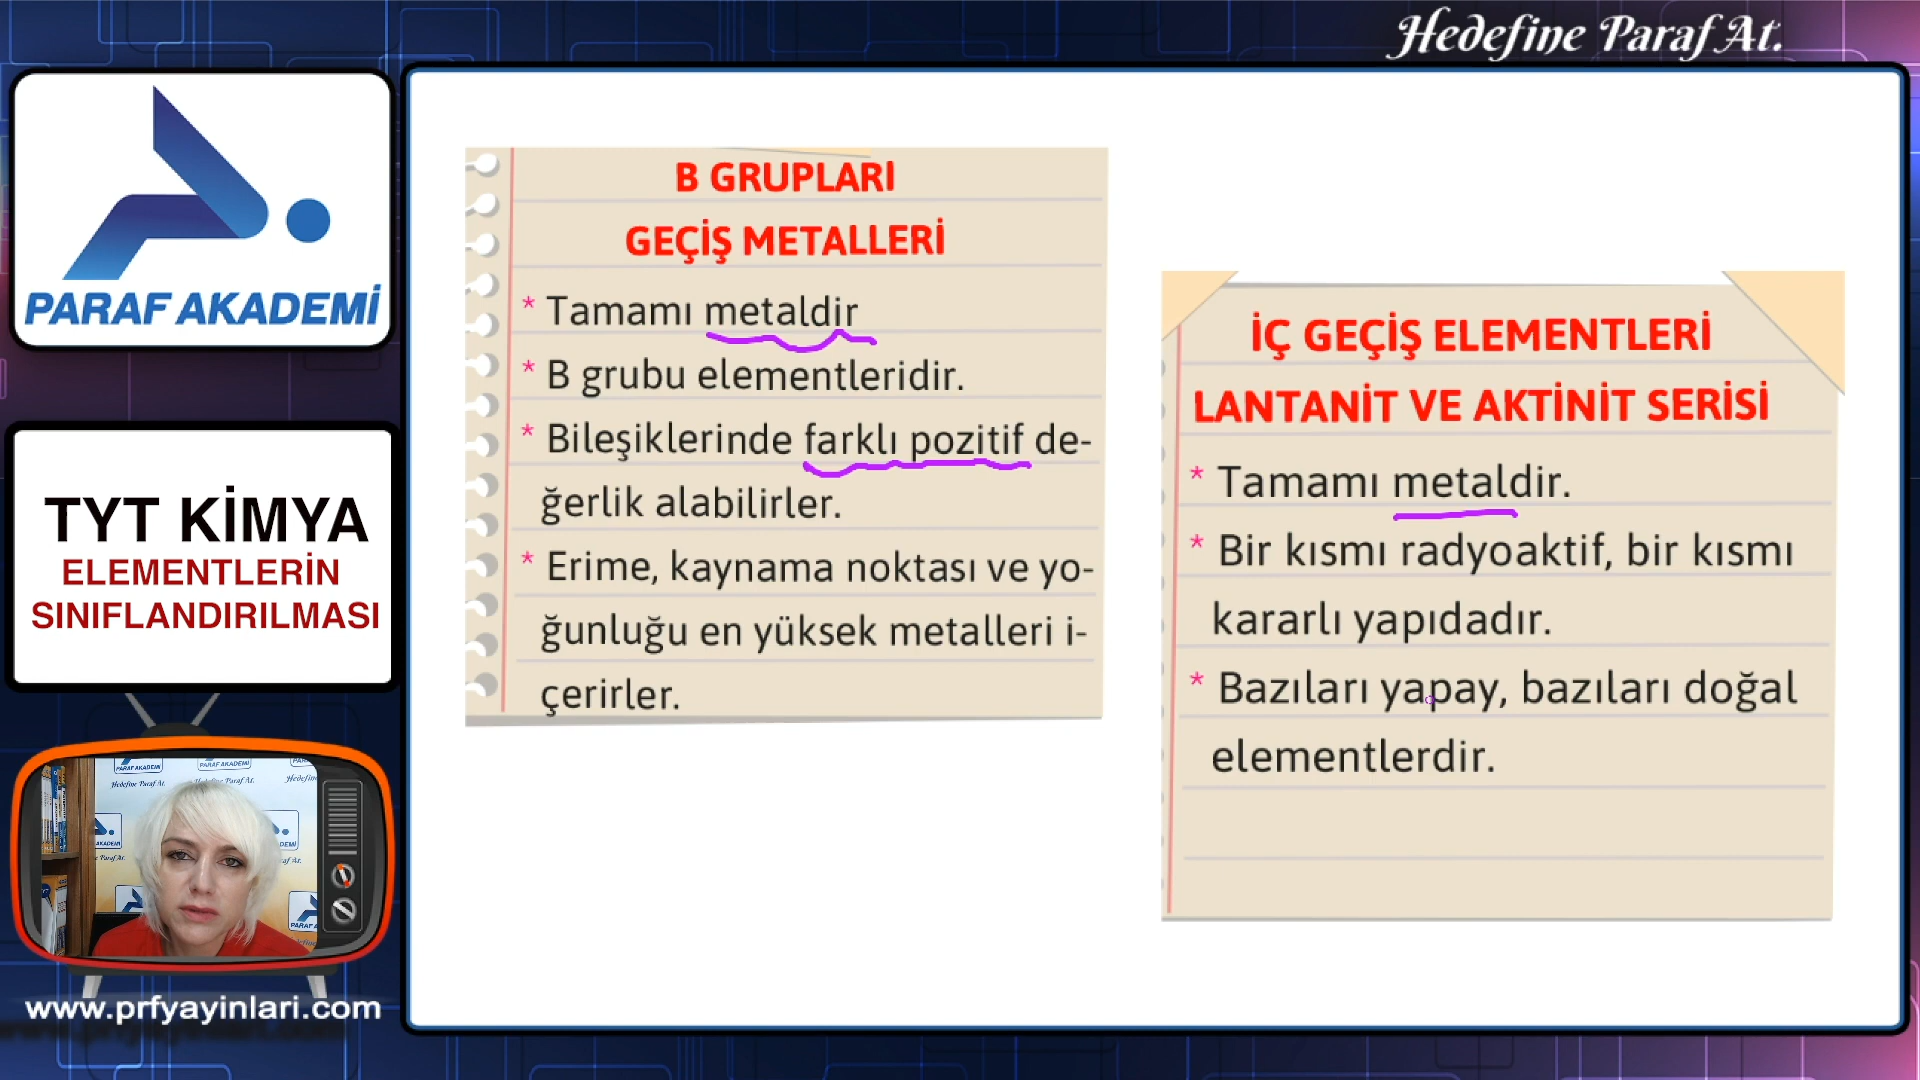 Hedefine Paraf At.
PARAF AKADEMİ
TYT KİMYA
ELEMENTLERİN
SINIFLANDIRILMASI
www.prfyayinlari.com
B GRUPLARI
GEÇİŞ METALLERİ
* Tamamı metaldir
* B grubu elementleridir.
* Bileşiklerinde farklı pozitif de-
ğerlik alabilirler.
* Erime, kaynama noktası ve yo-
ğunluğu en yüksek metalleri i-
çerirler.
İÇ GEÇİŞ ELEMENTLERİ
LANTANİT VE AKTİNİT SERİSİ
* Tamamı metaldir.
* Bir kısmı radyoaktif, bir kısmı
kararlı yapıdadır.
* Bazıları yapay, bazıları doğal
elementlerdir.